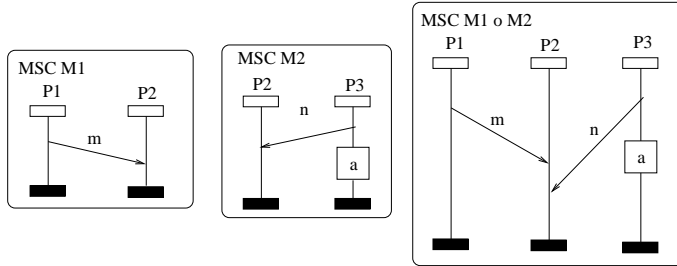 MSC M1
P1 P2
m
MSC M2
P2 P3
n
a
MSC M1 o M2
P1 P2 P3
m n
a